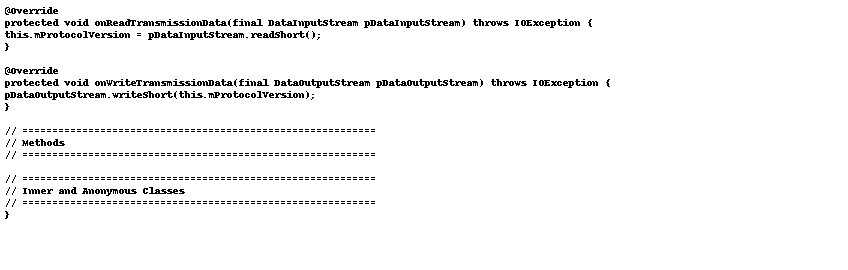 @Override
protected void onReadTransmissionData(final DataInputStream pDataInputStream) throws IOException {
this.mProtocolVersion = pDataInputStream.readShort();
}

@Override
protected void onWriteTransmissionData(final DataOutputStream pDataOutputStream) throws IOException {
pDataOutputStream.writeShort(this.mProtocolVersion);
}

// ===========================================================
// Methods
// ===========================================================

// ===========================================================
// Inner and Anonymous Classes
// ===========================================================
}